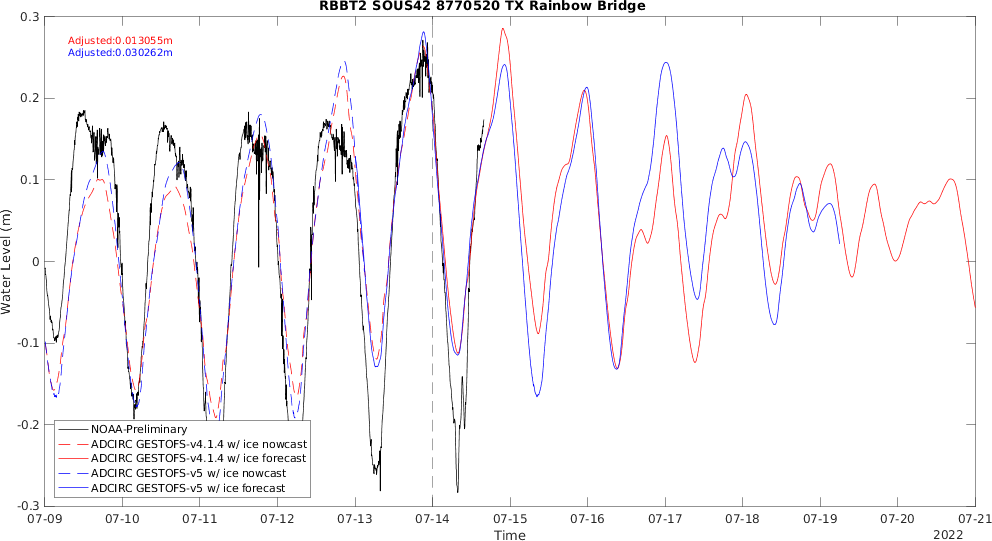 RBBT2 SOUS42 8770520 TX Rainbow Bridge
Adjusted:0.013055m
Adjusted:0.030262m
0.3
0.2
0.1
0
-0.1
-0.2
-0.3
Water Level (m)
NOAA-Preliminary
ADCIRC GESTOFS-v4.1.4 w/ ice nowcast
ADCIRC GESTOFS-v4.1.4 w/ ice forecast
ADCIRC GESTOFS-v5 w/ ice nowcast
ADCIRC GESTOFS-v5 w/ ice forecast
07-09 07-10 07-11 07-12 07-13 07-14 07-15 07-16 07-17 07-18 07-19 07-20 07-21
Time
2022